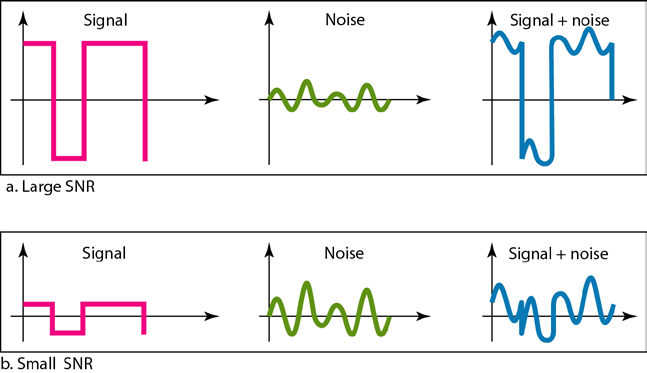 Signal
Noise
Signal + noise
a. Large SNR
Signal
Noise
Signal + noise
b. Small SNR